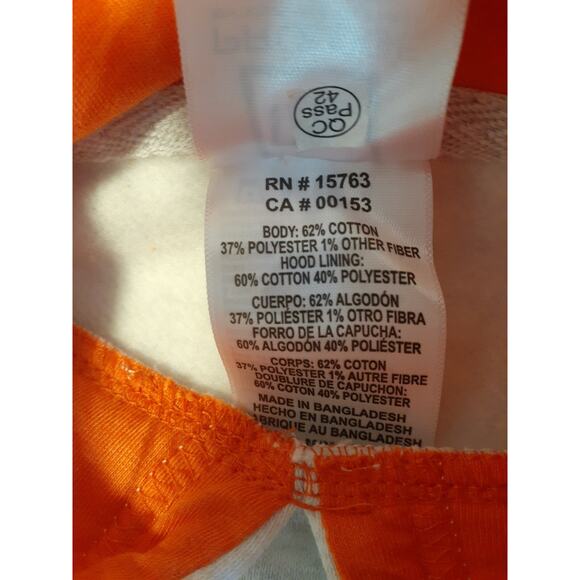 QC
Pass
42
RN # 15763
CA # 00153
BODY: 62% COTTON
37% POLYESTER 1% OTHER FIBER
HOOD LINING:
60% COTTON 40% POLYESTER
CUERPO: 62% ALGODÓN
37% POLIÉSTER 1% OTRO FIBRA
FORRO DE LA CAPUCHA:
60% ALGODÓN 40% POLIÉSTER
CORPS: 62% COTON
37% POLYESTER 1% AUTRE FIBRE
DOUBLURE DE CAPUCHON:
60% COTON 40% POLYESTER
MADE IN BANGLADESH
HECHO EN BANGLADESH
ABRIQUE AU BANGLADESH